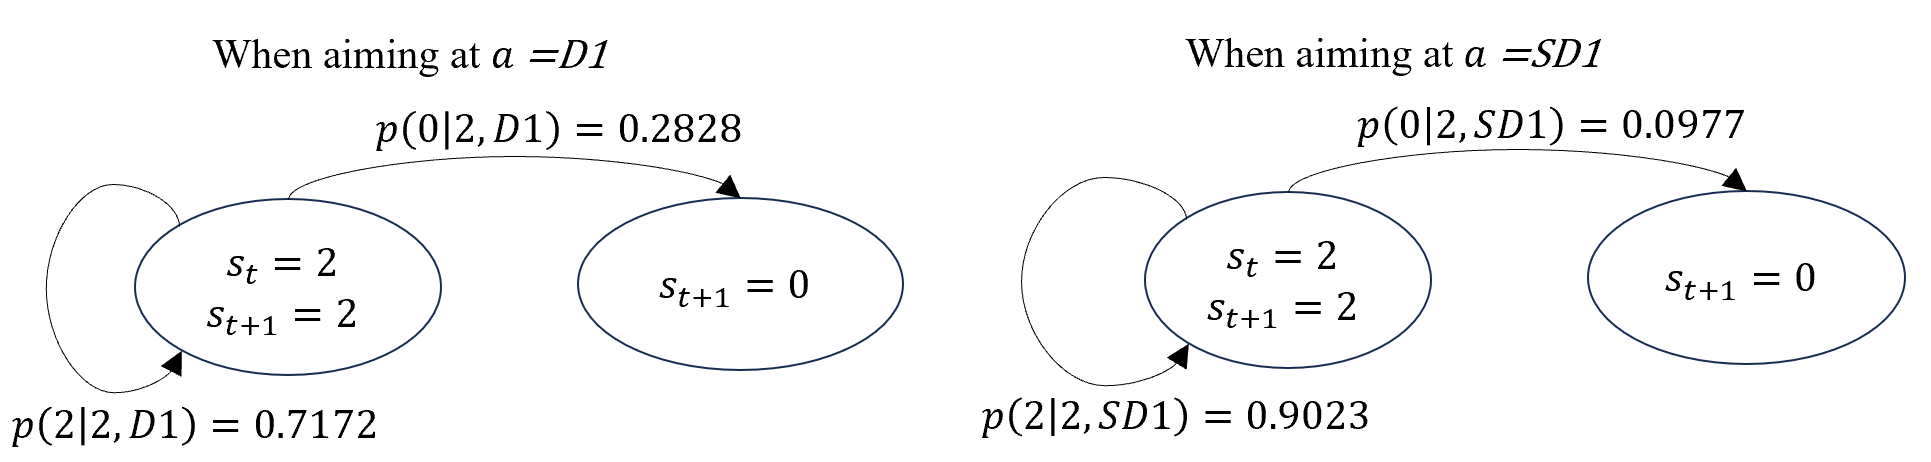 When aiming at a =D1
p(0|2, D1) = 0.2828
s_t = 2
s_{t+1} = 2
s_{t+1} = 0
p(2|2, D1) = 0.7172
When aiming at a =SD1
p(0|2, SD1) = 0.0977
s_t = 2
s_{t+1} = 2
s_{t+1} = 0
p(2|2, SD1) = 0.9023